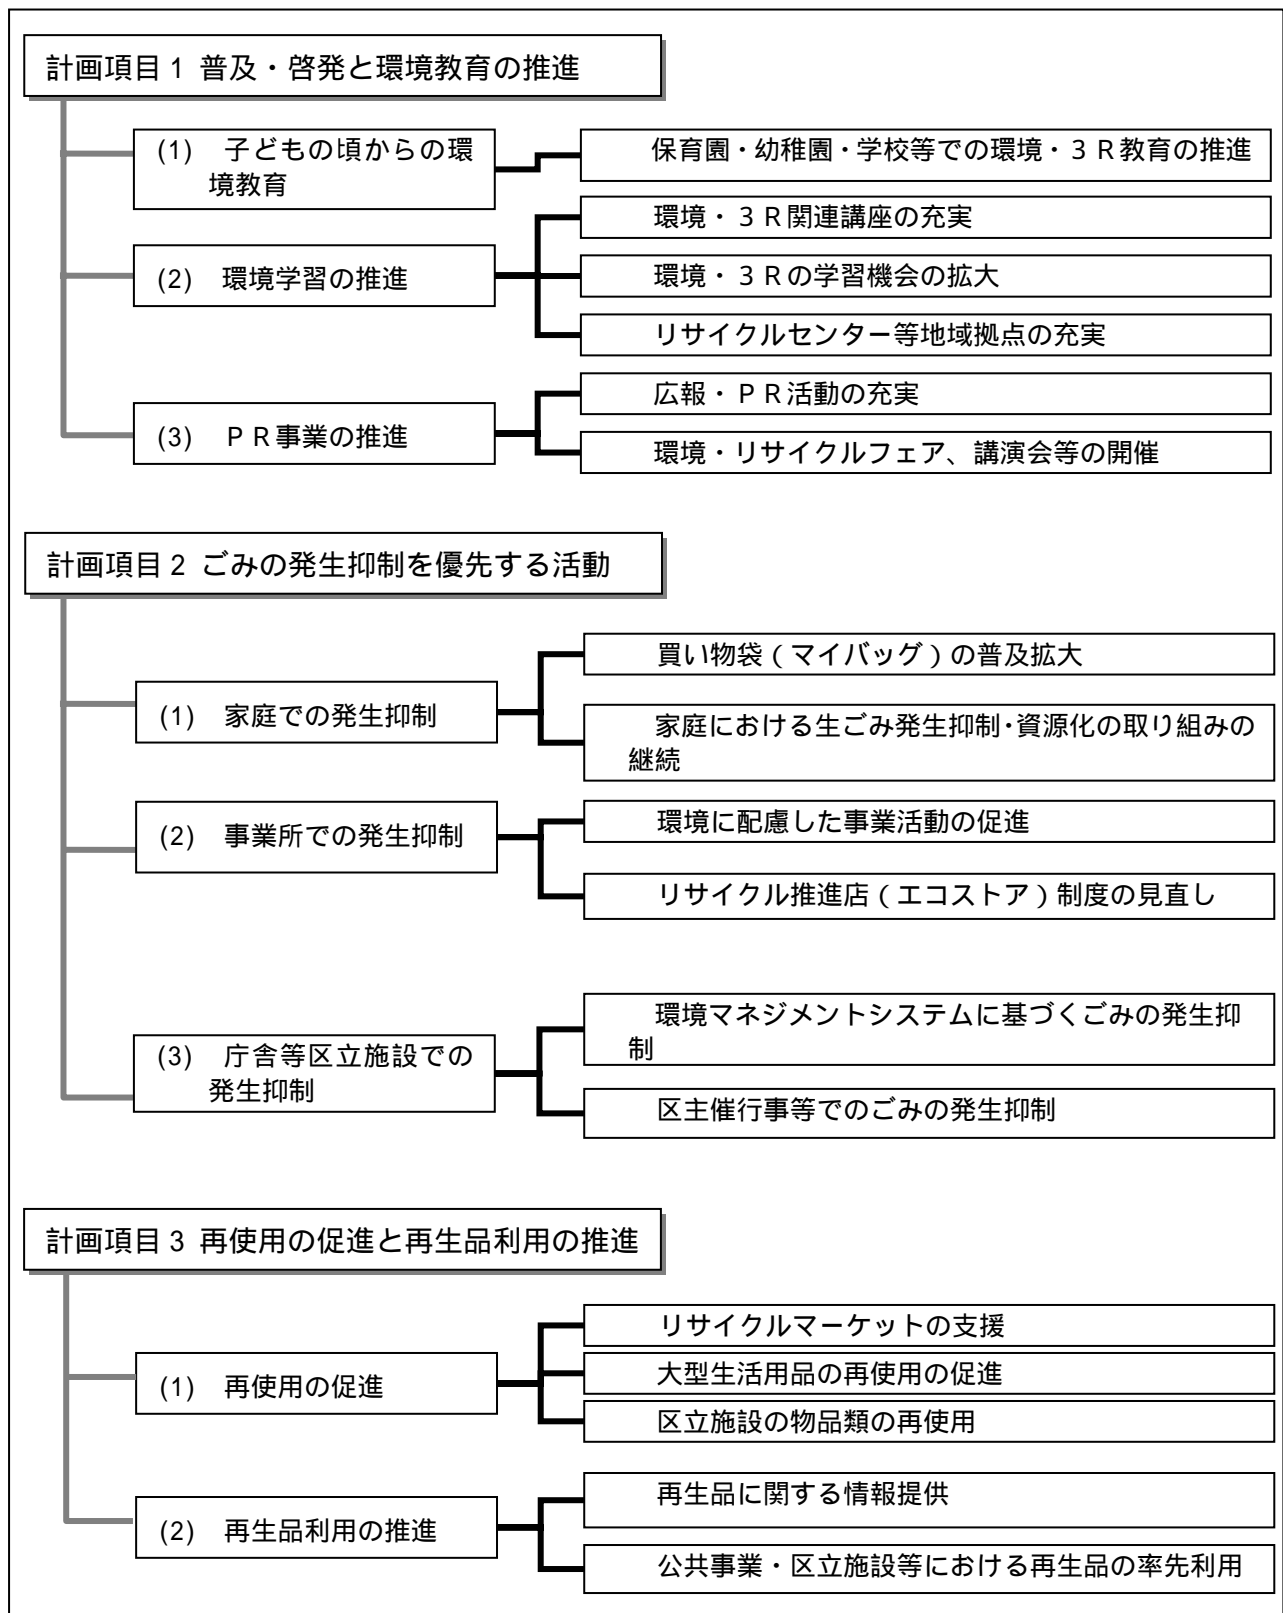 計画項目1 普及・啓発と環境教育の推進
(1) 子どもの頃からの環
境教育
保育園・幼稚園・学校等での環境・3R教育の推進
(2) 環境学習の推進
環境・3R関連講座の充実
環境・3Rの学習機会の拡大
リサイクルセンター等地域拠点の充実
(3) PR事業の推進
広報・PR活動の充実
環境・リサイクルフェア、講演会等の開催
計画項目2 ごみの発生抑制を優先する活動
(1) 家庭での発生抑制
買い物袋(マイバッグ)の普及拡大
家庭における生ごみ発生抑制・資源化の取り組みの
継続
(2) 事業所での発生抑制
環境に配慮した事業活動の促進
リサイクル推進店(エコストア)制度の見直し
(3) 庁舎等区立施設での
発生抑制
環境マネジメントシステムに基づくごみの発生抑
制
区主催行事等でのごみの発生抑制
計画項目3 再使用の促進と再生品利用の推進
(1) 再使用の促進
リサイクルマーケットの支援
大型生活用品の再使用の促進
区立施設の物品類の再使用
(2) 再生品利用の推進
再生品に関する情報提供
公共事業・区立施設等における再生品の率先利用